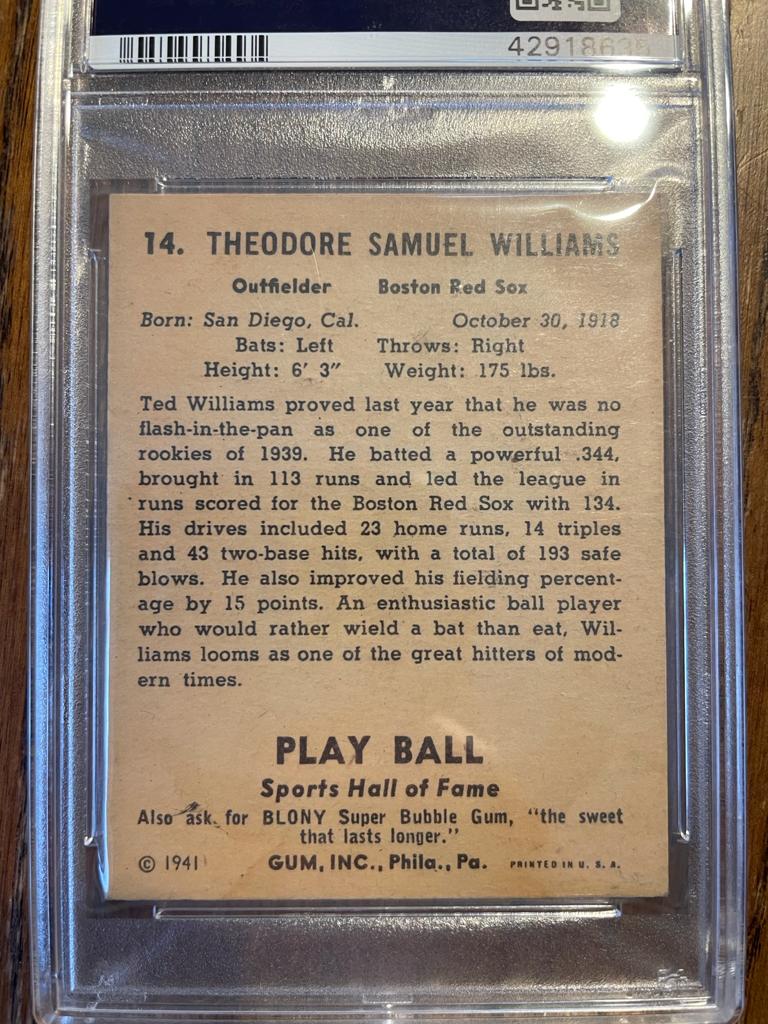 14. THEODORE SAMUEL WILLIAMS
Outfielder Boston Red Sox
Born: San Diego, Cal. October 30, 1918
Bats: Left Throws: Right
Height: 6' 3" Weight: 175 lbs.
Ted Williams proved last year that he was no
flash-in-the-pan as one of the outstanding
rookies of 1939. He batted a powerful .344,
brought in 113 runs and led the league in
runs scored for the Boston Red Sox with 134.
His drives included 23 home runs, 14 triples
and 43 two-base hits, with a total of 193 safe
blows. He also improved his fielding percent-
age by 15 points. An enthusiastic ball player
who would rather wield a bat than eat, Wil-
liams looms as one of the great hitters of mod-
ern times.
PLAY BALL
Sports Hall of Fame
Also ask for BLONY Super Bubble Gum, "the sweet
that lasts longer."
© 1941 GUM, INC., Phila., Pa. PRINTED IN U. S. A.